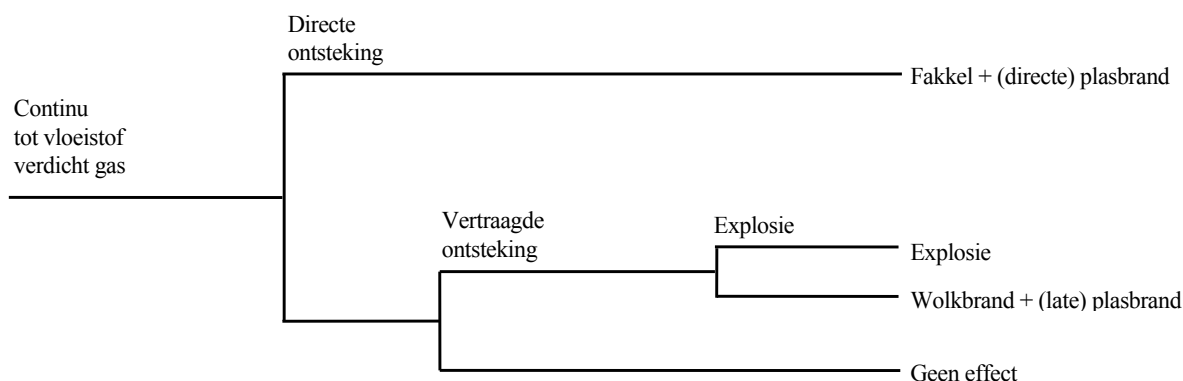 Directe
ontsteking
Fakkel + (directe) plasbrand
Continu
tot vloeistof
verdicht gas
Vertraagde
ontsteking
Explosie
Explosie
Wolkbrand + (late) plasbrand
Geen effect